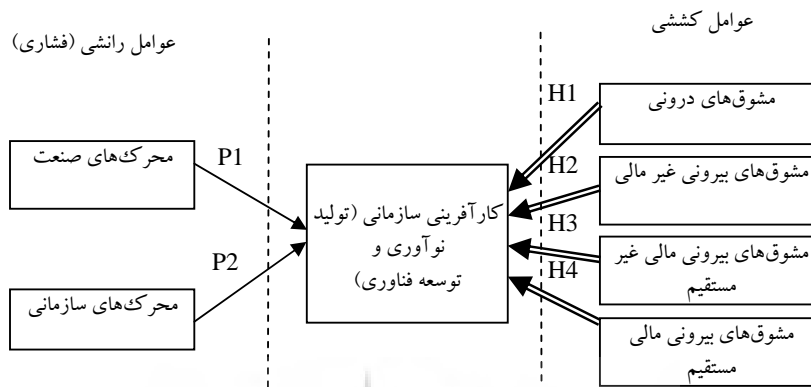 عوامل کششی
عوامل رانشی (فشاری)
مشوق‌های درونی
H1
مشوق‌های بیرونی غیر مالی
H2
مشوق‌های بیرونی مالی غیر
مستقیم
H3
مشوق‌های بیرونی مالی
مستقیم
H4
کارآفرینی سازمانی (تولید
نوآوری و
توسعه فناوری)
محرک‌های صنعت
P1
محرک‌های سازمانی
P2